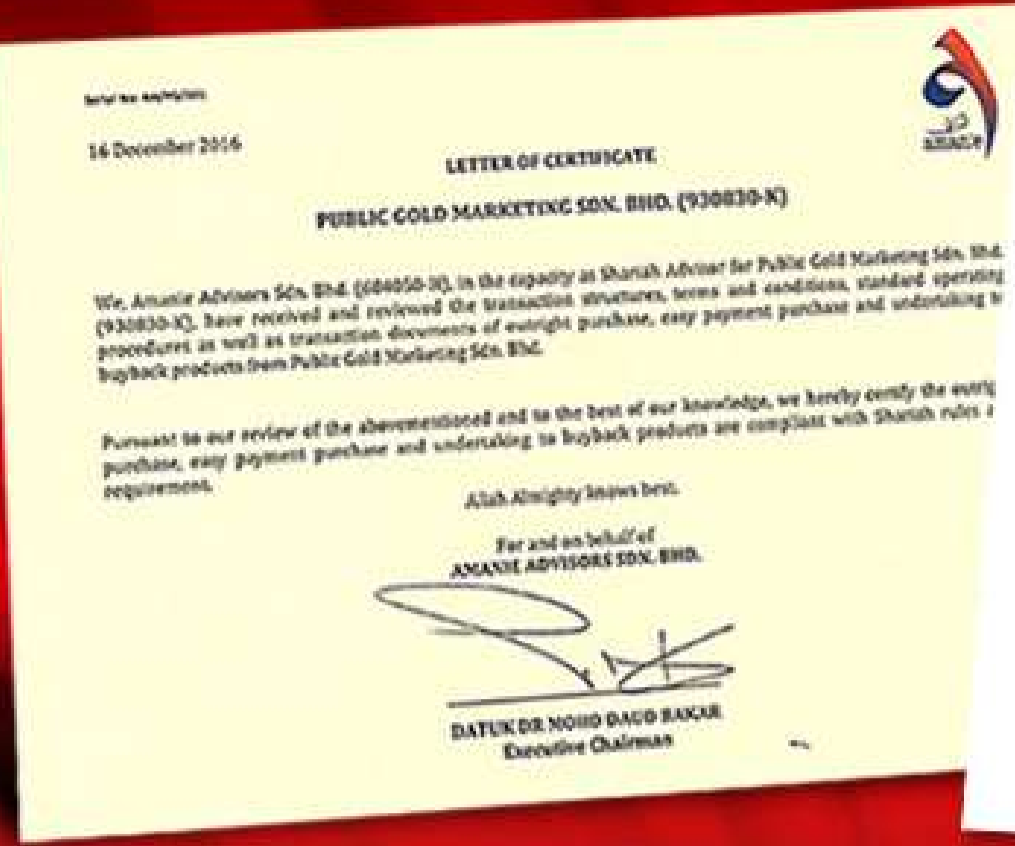 16 December 2016
amanie
LETTER OF CERTIFICATE
PUBLIC GOLD MARKETING SDN. BHD. (930830-X)
We, Amanie Advisors Sdn. Bhd. in the capacity as Shariah Advisor for Public Gold Marketing Sdn. Bhd.
(930830-X), have received and reviewed the transaction structures, terms and conditions, standard operating
procedures as well as transaction documents of outright purchase, easy payment purchase and undertaking to
buyback products from Public Gold Marketing Sdn. Bhd.
Pursuant to our review of the abovementioned and to the best of our knowledge, we hereby certify the outrig
purchase, easy payment purchase and undertaking to buyback products are compliant with Shariah rules a
requirement.
Allah Almighty knows best.
For and on behalf of
AMANIE ADVISORS SDN. BHD.
DATUK DR MOHD DAUD BAKAR
Executive Chairman